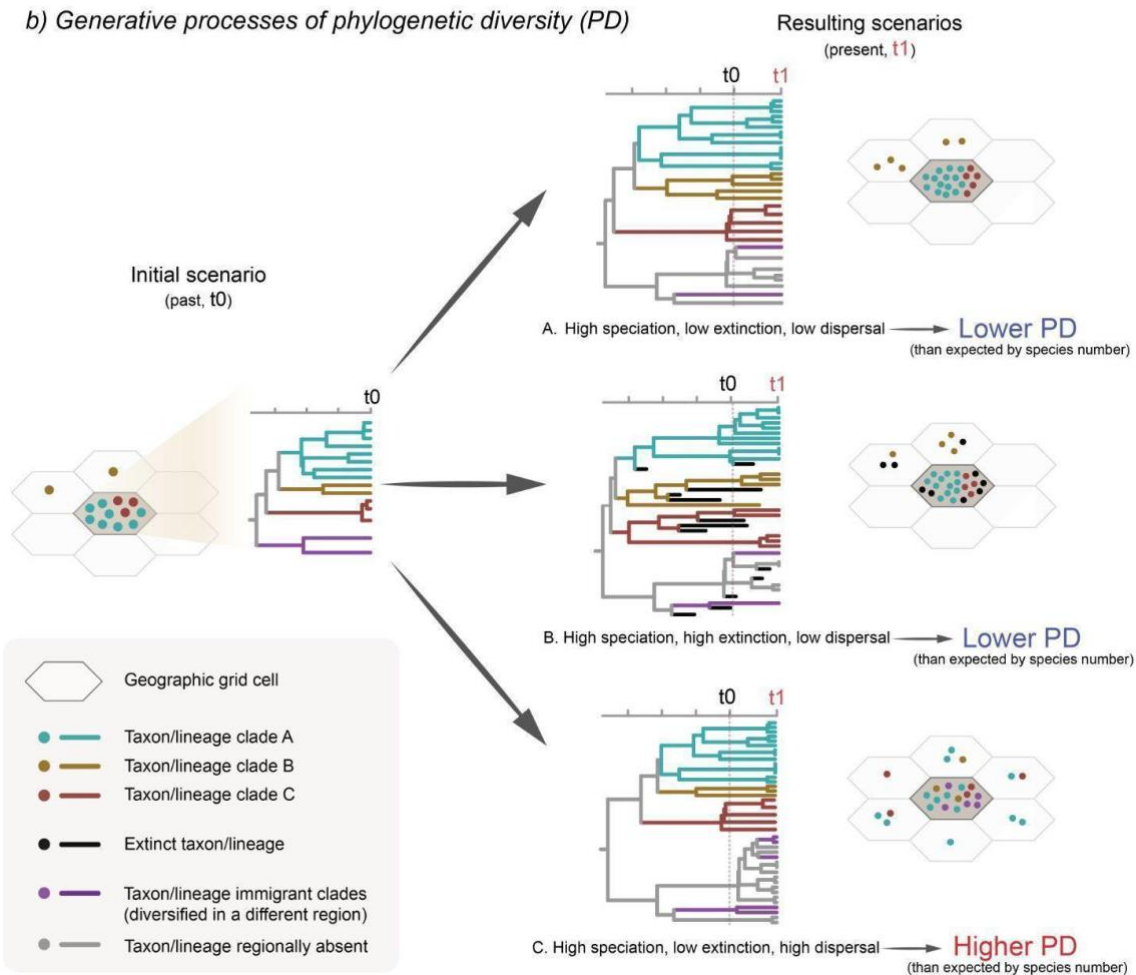 b) Generative processes of phylogenetic diversity (PD)
Resulting scenarios
(present, t1)
t0
t1
Initial scenario
(past, t0)
A. High speciation, low extinction, low dispersal
Lower PD
(than expected by species number)
t0
t0
t1
B. High speciation, high extinction, low dispersal
Lower PD
(than expected by species number)
Geographic grid cell
Taxon/lineage clade A
Taxon/lineage clade B
Taxon/lineage clade C
Extinct taxon/lineage
Taxon/lineage immigrant clades
(diversified in a different region)
Taxon/lineage regionally absent
t0
t1
C. High speciation, low extinction, high dispersal
Higher PD
(than expected by species number)